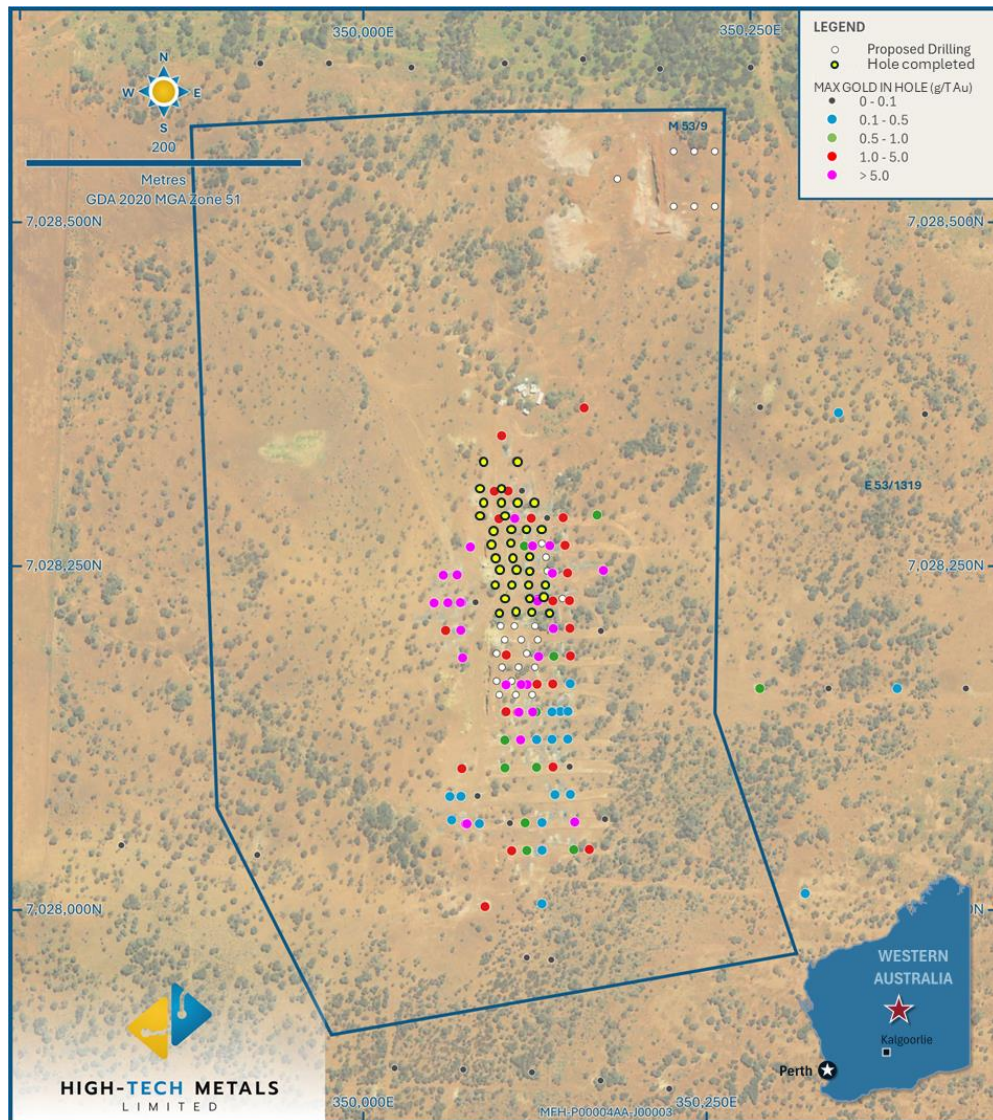 350,000E
350,250E
LEGEND
Proposed Drilling
Hole completed
MAX GOLD IN HOLE (g/T Au)
0 - 0.1
0.1 - 0.5
0.5 - 1.0
1.0 - 5.0
> 5.0
N
W E
S
200
Metres
GDA 2020 MGA Zone 51
M 53/9
7,028,500N
7,028,500N
E 53/1319
7,028,250N
7,028,250N
7,028,000N
N
WESTERN
AUSTRALIA
Kalgoorlie
Perth
HIGH-TECH METALS
LIMITED
350,000E
350,250E
MEH-P00004AA-J00003